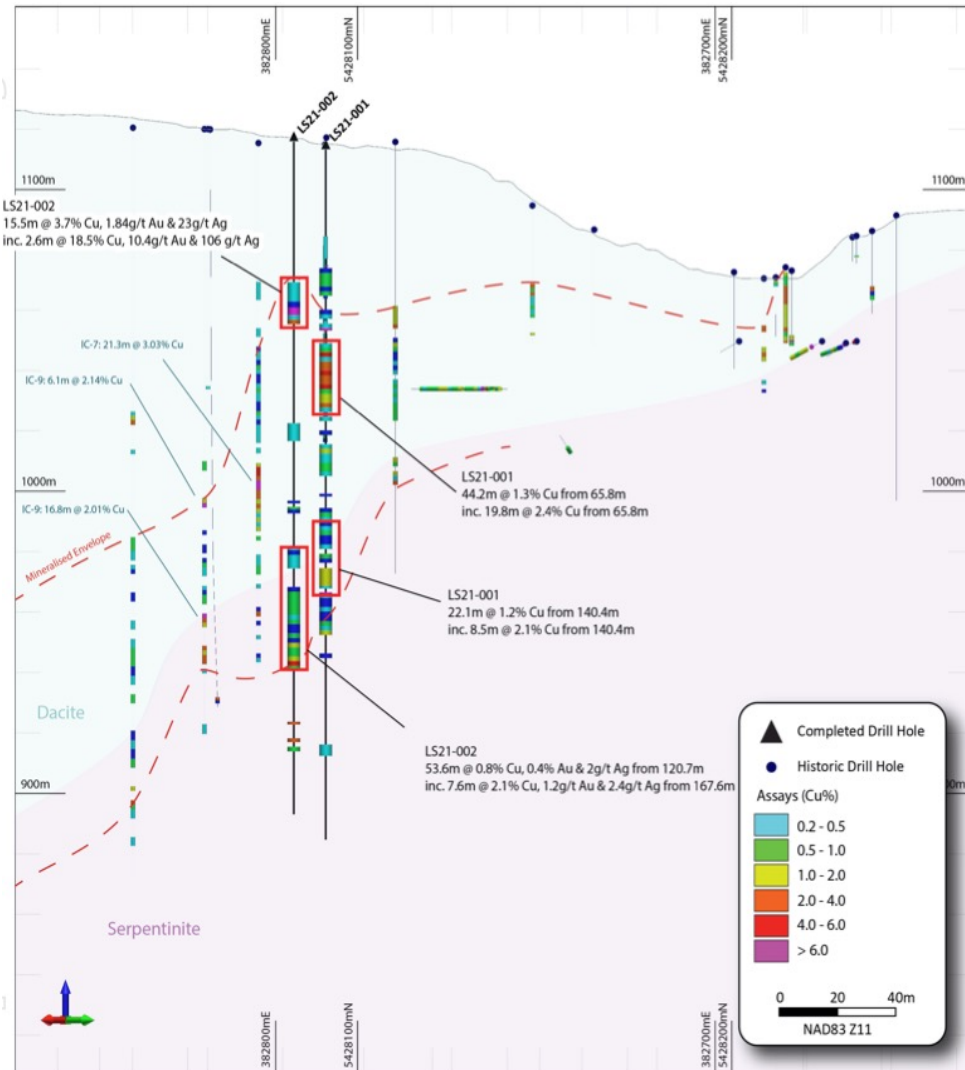 382800mE
5428100mN
382700mE
5428200mN
LS21-002
LS21-001
1100m
1100m
LS21-002
15.5m @ 3.7% Cu, 1.84g/t Au & 23g/t Ag
inc. 2.6m @ 18.5% Cu, 10.4g/t Au & 106 g/t Ag
IC-7: 21.3m @ 3.03% Cu
IC-9: 6.1m @ 2.14% Cu
IC-9: 16.8m @ 2.01% Cu
1000m
1000m
LS21-001
44.2m @ 1.3% Cu from 65.8m
inc. 19.8m @ 2.4% Cu from 65.8m
Mineralised Envelope
LS21-001
22.1m @ 1.2% Cu from 140.4m
inc. 8.5m @ 2.1% Cu from 140.4m
Dacite
LS21-002
53.6m @ 0.8% Cu, 0.4% Au & 2g/t Ag from 120.7m
inc. 7.6m @ 2.1% Cu, 1.2g/t Au & 2.4g/t Ag from 167.6m
900m
Serpentinite
Completed Drill Hole
Historic Drill Hole
Assays (Cu%)
0.2 - 0.5
0.5 - 1.0
1.0 - 2.0
2.0 - 4.0
4.0 - 6.0
> 6.0
0 20 40m
NAD83 Z11
382800mE
5428100mN
382700mE
5428200mN